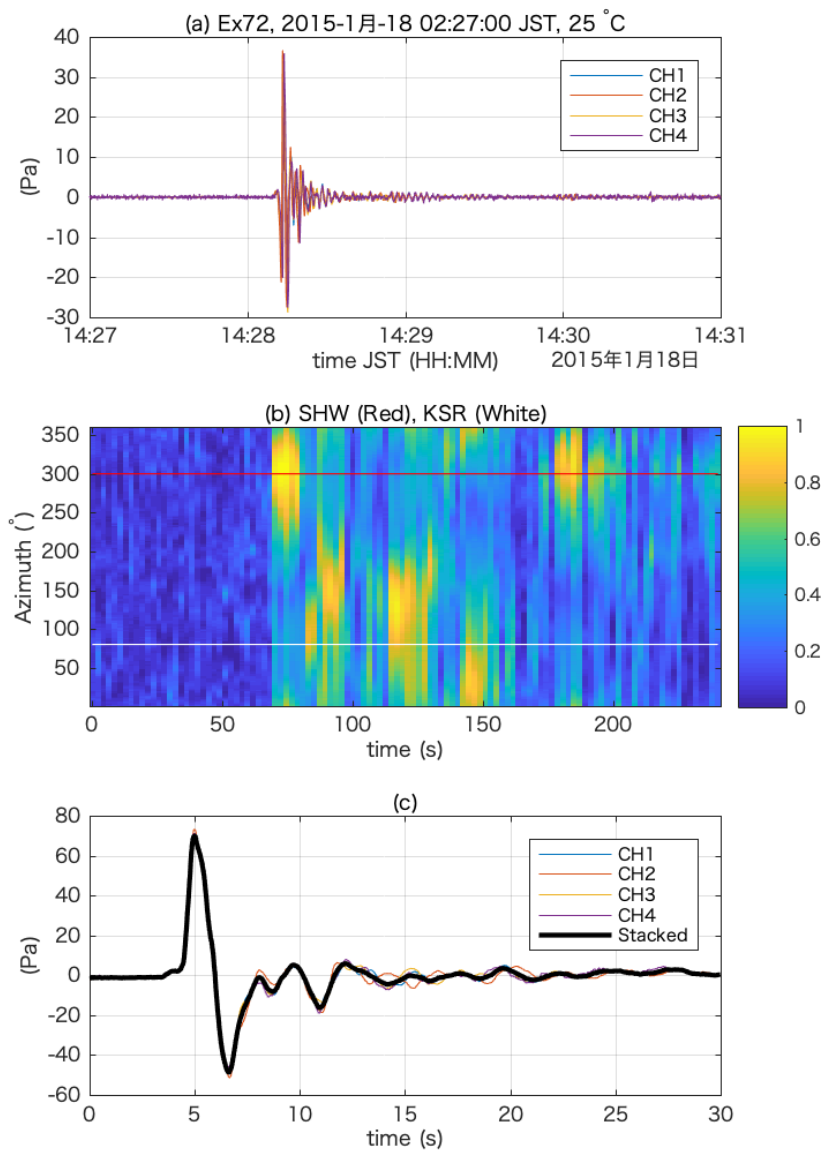 (a) Ex72, 2015-1月-18 02:27:00 JST, 25 °C
40
30
20
10
0
-10
-20
-30
(Pa)
CH1
CH2
CH3
CH4
14:27 14:28 14:29 14:30 14:31
time JST (HH:MM) 2015年1月18日
(b) SHW (Red), KSR (White)
350
300
250
200
150
100
50
Azimuth (°)
0 50 100 150 200
time (s)
1
0.8
0.6
0.4
0.2
0
(c)
80
60
40
20
0
-20
-40
-60
(Pa)
CH1
CH2
CH3
CH4
Stacked
0 5 10 15 20 25 30
time (s)